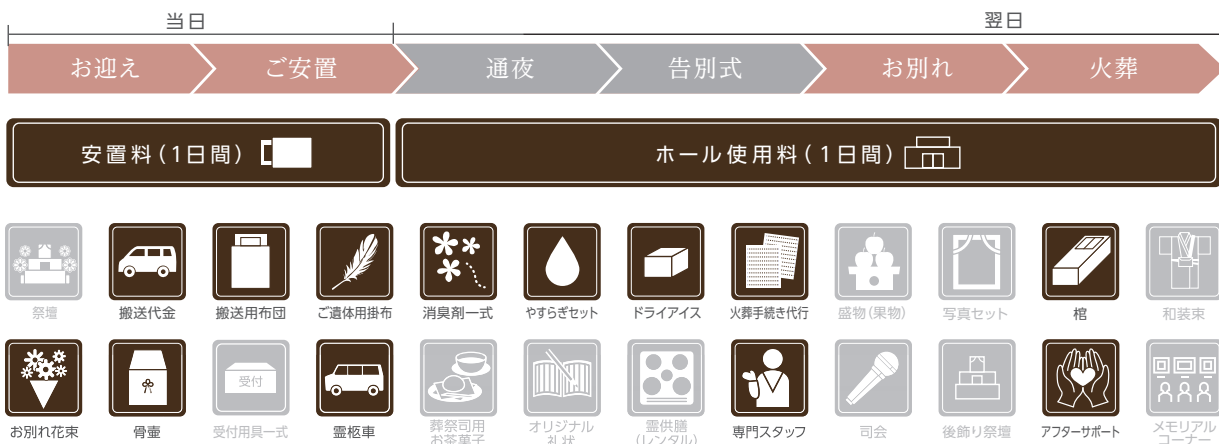 当日
翌日
お迎え
ご安置
通夜
告別式
お別れ
火葬
安置料(1日間)
ホール使用料(1日間)
祭壇
搬送代金
搬送用布団
ご遺体用掛布
消臭剤一式
やすらぎセット
ドライアイス
火葬手続き代行
盛物(果物)
写真セット
棺
和装束
お別れ花束
骨壷
受付
受付用具一式
霊柩車
葬祭司用
お茶菓子
オリジナル
礼状
霊供膳
(レンタル)
専門スタッフ
司会
後飾り祭壇
アフターサポート
メモリアル
コーナー